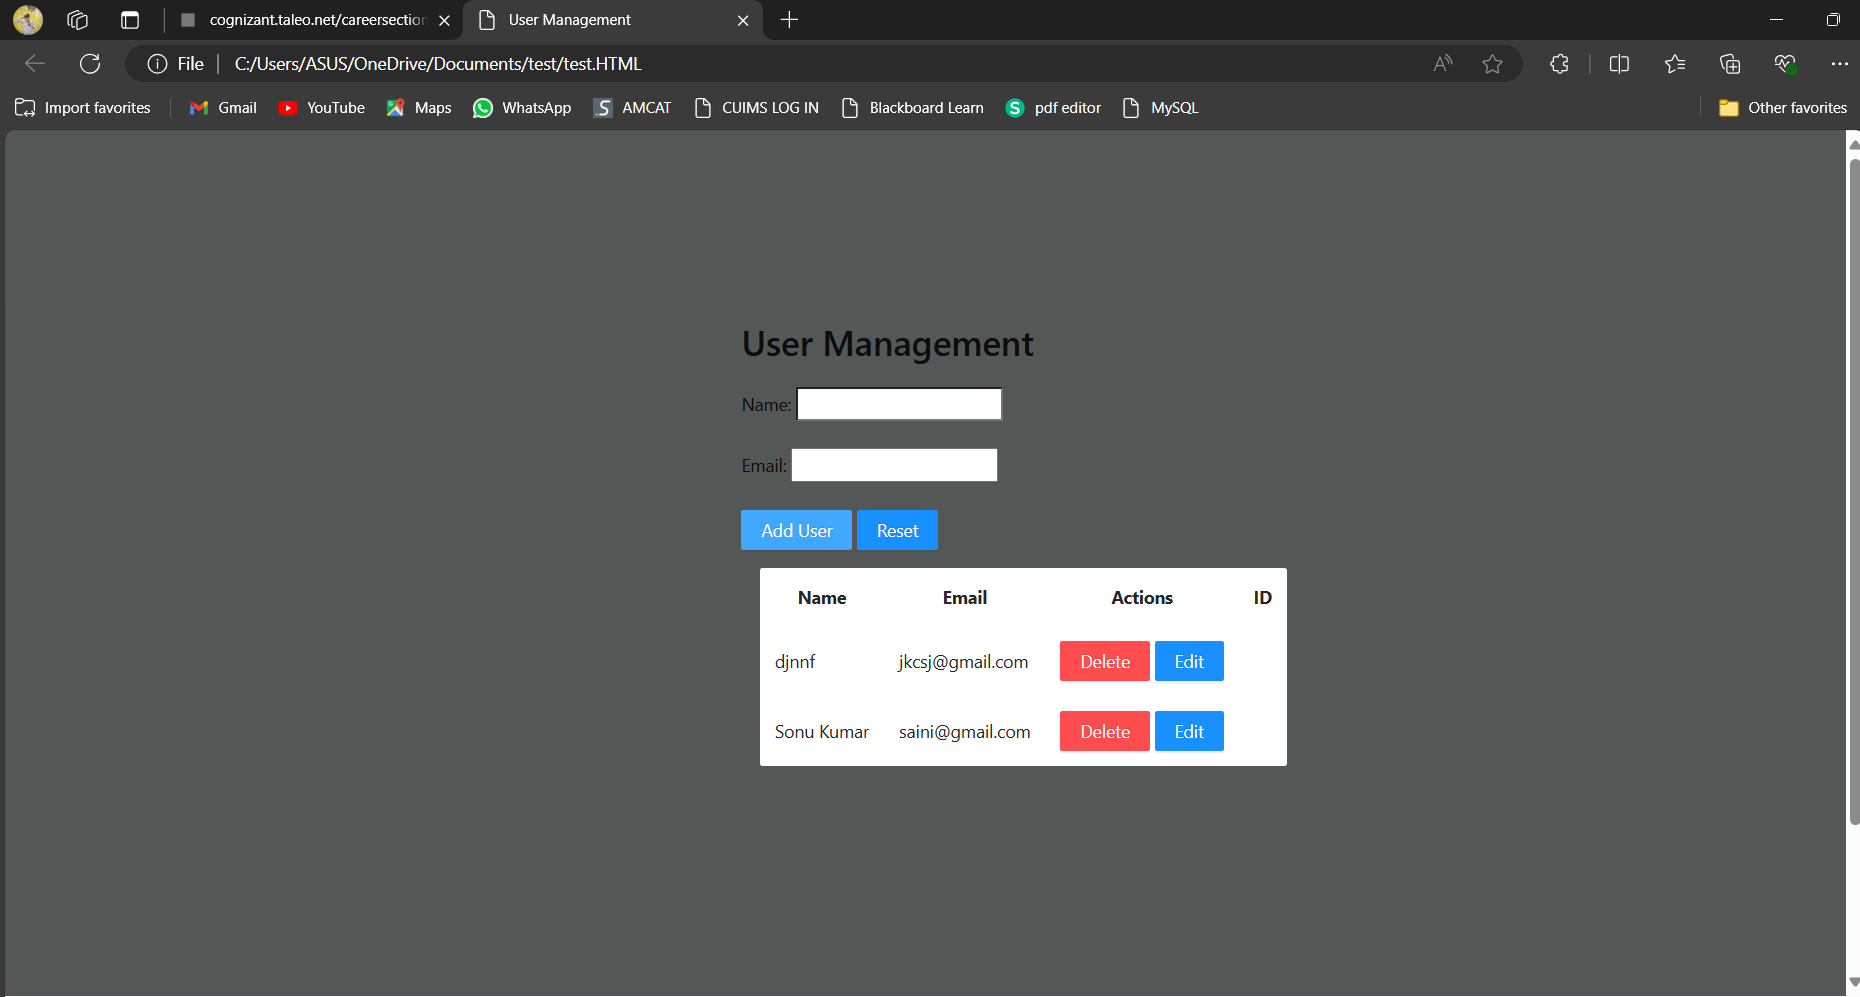 cognizant.taleo.net/careersection
User Management
File
C:/Users/ASUS/OneDrive/Documents/test/test.HTML
Import favorites
Gmail
YouTube
Maps
WhatsApp
AMCAT
CUIMS LOG IN
Blackboard Learn
pdf editor
MySQL
Other favorites
User Management
Name:
Email:
Add User Reset
Name Email Actions ID
djnnf jkcsj@gmail.com Delete Edit
Sonu Kumar saini@gmail.com Delete Edit